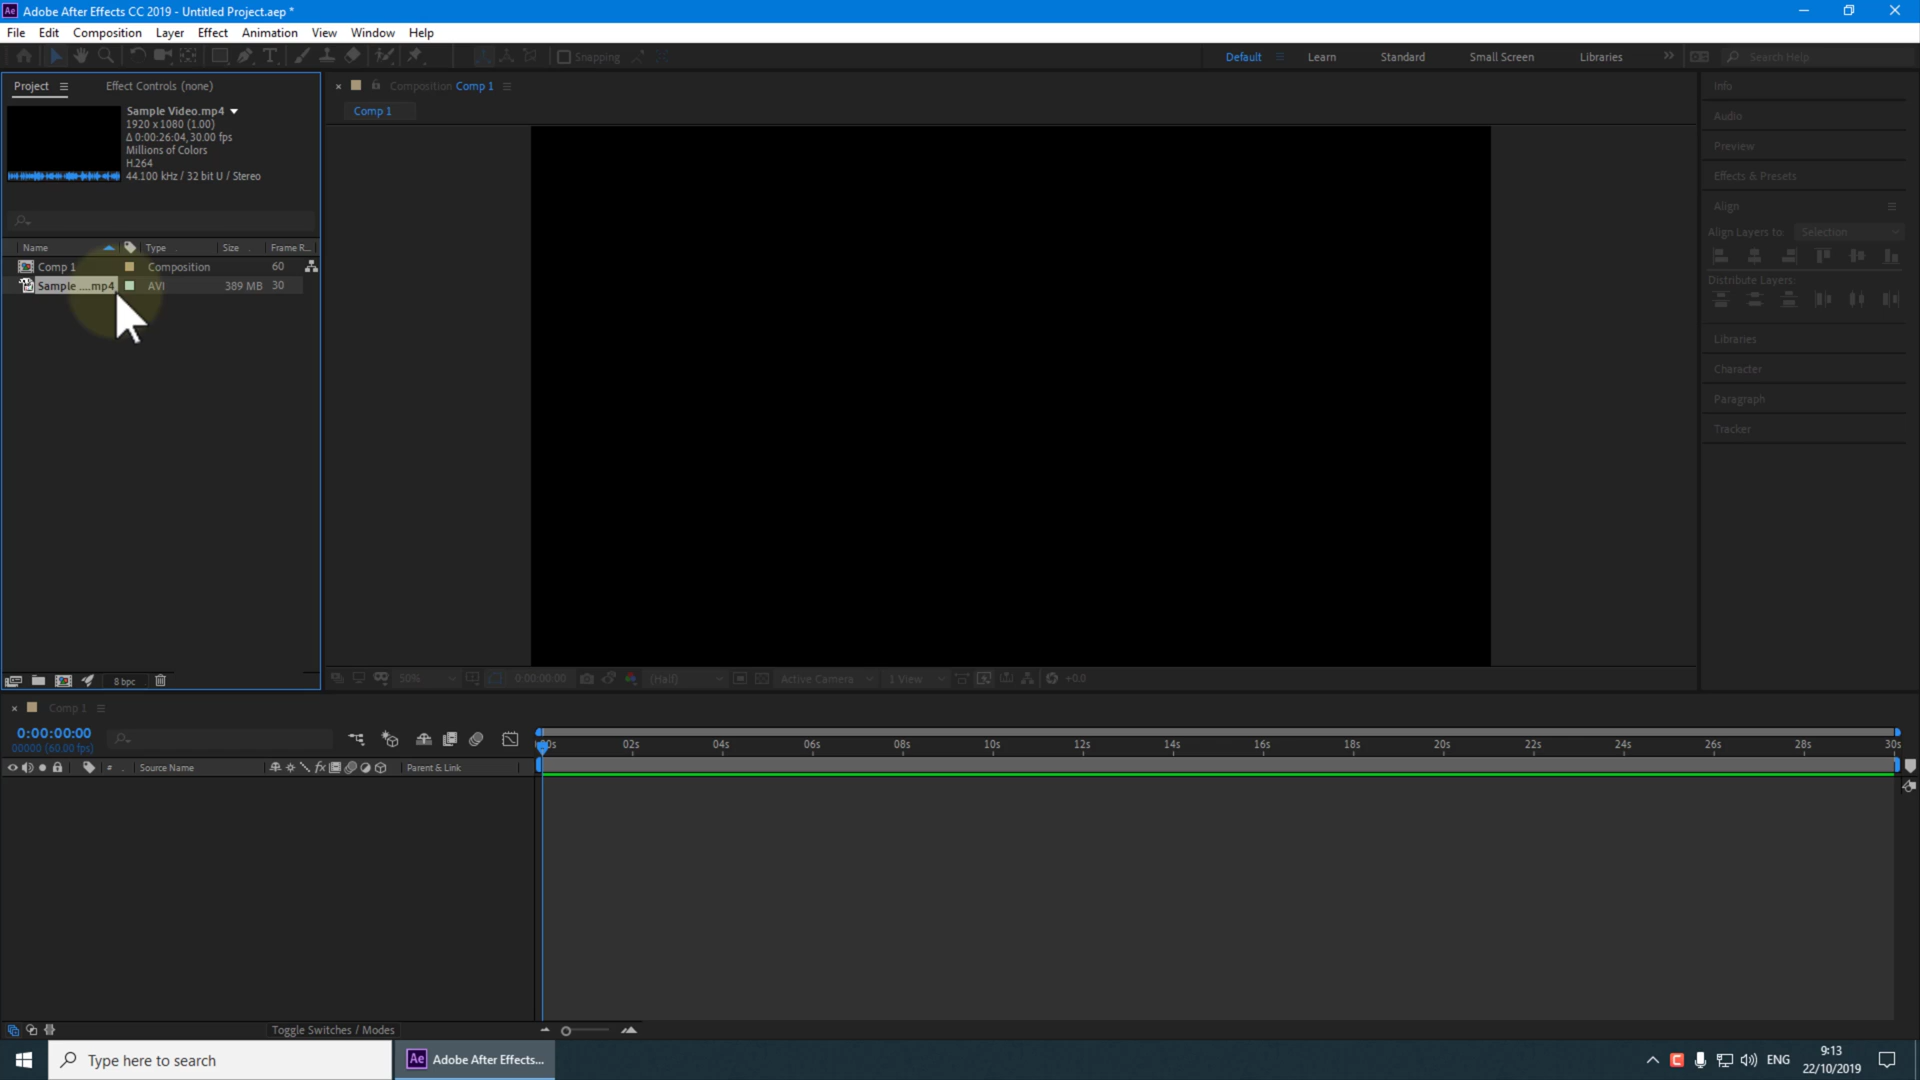 Adobe After Effects CC 2019 - Untitled Project.aep *
File Edit Composition Layer Effect Animation View Window Help
Snapping
Default Learn Standard Small Screen Libraries Search Help
Project Effect Controls (none)
Composition Comp 1
Comp 1
Sample Video.mp4
1920 x 1080 (1.00)
Δ 0:00:26:04, 30.00 fps
Millions of Colors
H.264
44.100 kHz / 32 bit U / Stereo
Name Type Size Frame R...
Comp 1 Composition 60
Sample ....mp4 AVI 389 MB 30
Info
Audio
Preview
Effects & Presets
Align
Align Layers to: Selection
Distribute Layers:
Libraries
Character
Paragraph
Tracker
8 bpc
50% 0:00:00:00 (Half) Active Camera 1 View +0.0
Comp 1
0:00:00:00
00000 (60.00 fps)
# Source Name fx Parent & Link
:00s 02s 04s 06s 08s 10s 12s 14s 16s 18s 20s 22s 24s 26s 28s 30s
Toggle Switches / Modes
Type here to search
Ae Adobe After Effects...
ENG
9:13
22/10/2019